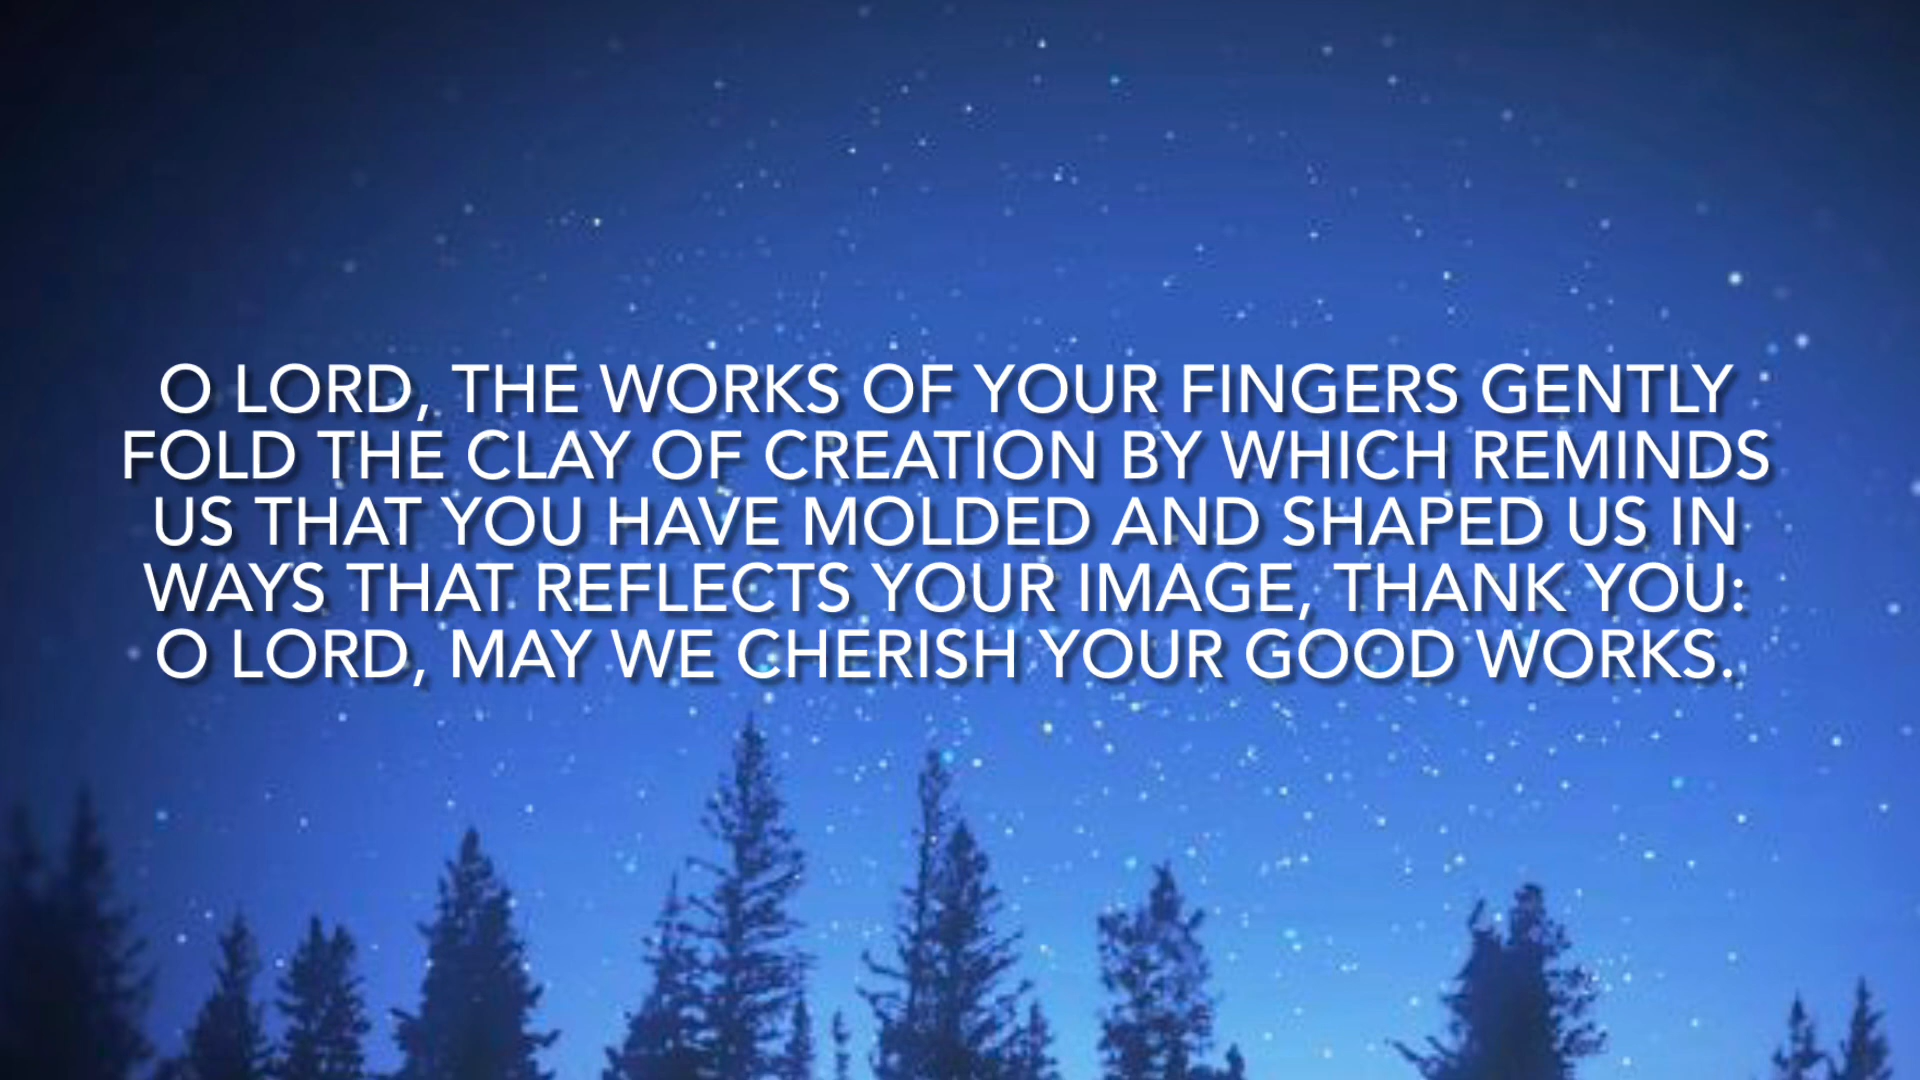 O LORD, THE WORKS OF YOUR FINGERS GENTLY
FOLD THE CLAY OF CREATION BY WHICH REMINDS
US THAT YOU HAVE MOLDED AND SHAPED US IN
WAYS THAT REFLECTS YOUR IMAGE, THANK YOU:
O LORD, MAY WE CHERISH YOUR GOOD WORKS.